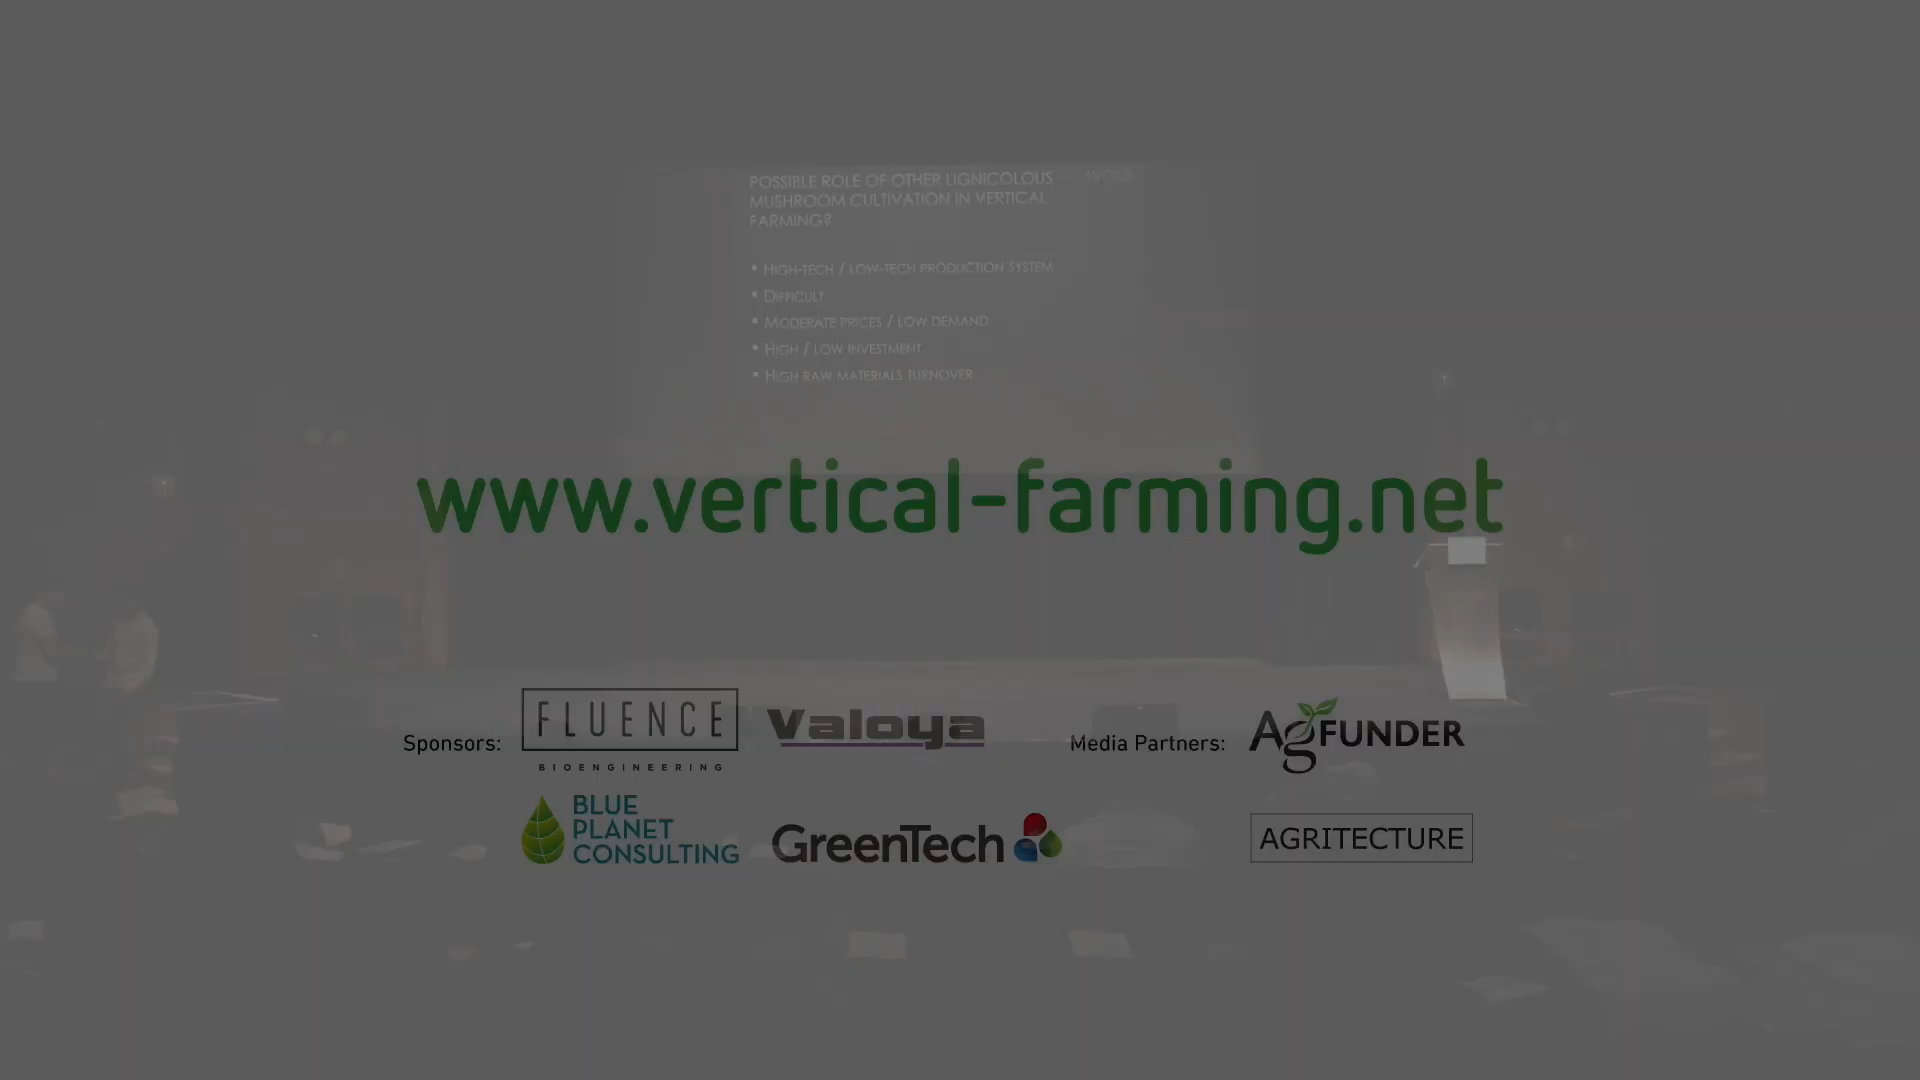 POSSIBLE ROLE OF OTHER LIGNICOLOUS
MUSHROOM CULTIVATION IN VERTICAL
FARMING?
• HIGH-TECH / LOW-TECH PRODUCTION SYSTEM
• DIFFICULT
• MODERATE PRICES / LOW DEMAND
• HIGH / LOW INVESTMENT
• HIGH RAW MATERIALS TURNOVER
www.vertical-farming.net
Sponsors:
FLUENCE
BIOENGINEERING
Valoya
Media Partners:
AgFUNDER
BLUE
PLANET
CONSULTING
GreenTech
AGRITECTURE